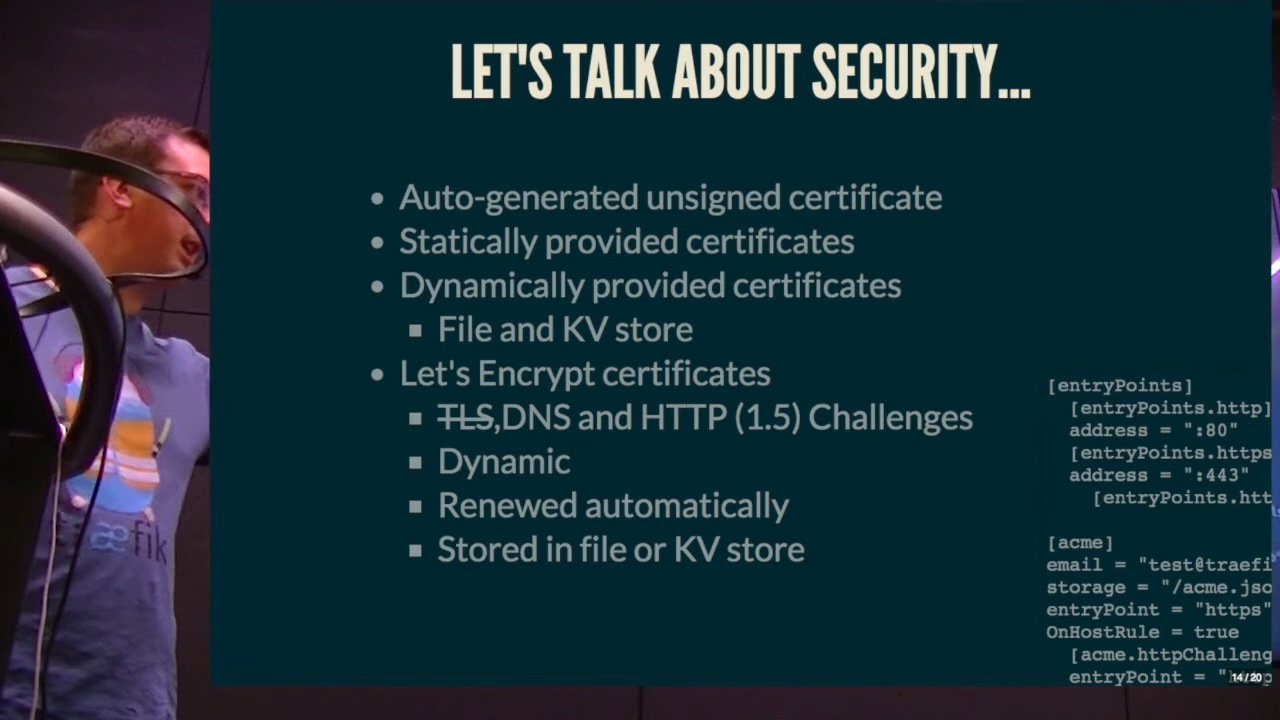 LET'S TALK ABOUT SECURITY...
Auto-generated unsigned certificate
Statically provided certificates
Dynamically provided certificates
File and KV store
Let's Encrypt certificates
TLS,DNS and HTTP (1.5) Challenges
Dynamic
Renewed automatically
Stored in file or KV store
[entryPoints]
[entryPoints.http]
address = ":80"
[entryPoints.https
address = ":443"
[entryPoints.htt
[acme]
email = "test@traefi
storage = "/acme.jso
entryPoint = "https"
OnHostRule = true
[acme.httpChalleng
entryPoint = "
14 / 20
æfik